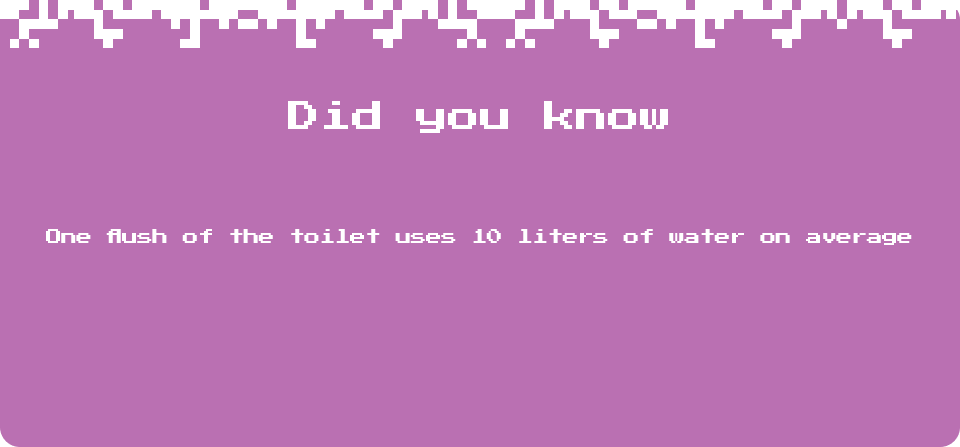 Did you know
One flush of the toilet uses 10 liters of water on average